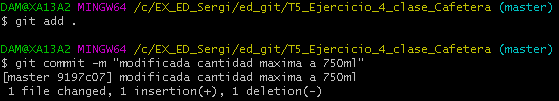 DAM@XA13A2 MINGW64 /c/EX_ED_Sergi/ed_git/T5_Ejercicio_4_clase_Cafetera (master)
$ git add .
DAM@XA13A2 MINGW64 /c/EX_ED_Sergi/ed_git/T5_Ejercicio_4_clase_Cafetera (master)
$ git commit -m "modificada cantidad maxima a 750ml"
[master 9197c07] modificada cantidad maxima a 750ml
 1 file changed, 1 insertion(+), 1 deletion(-)